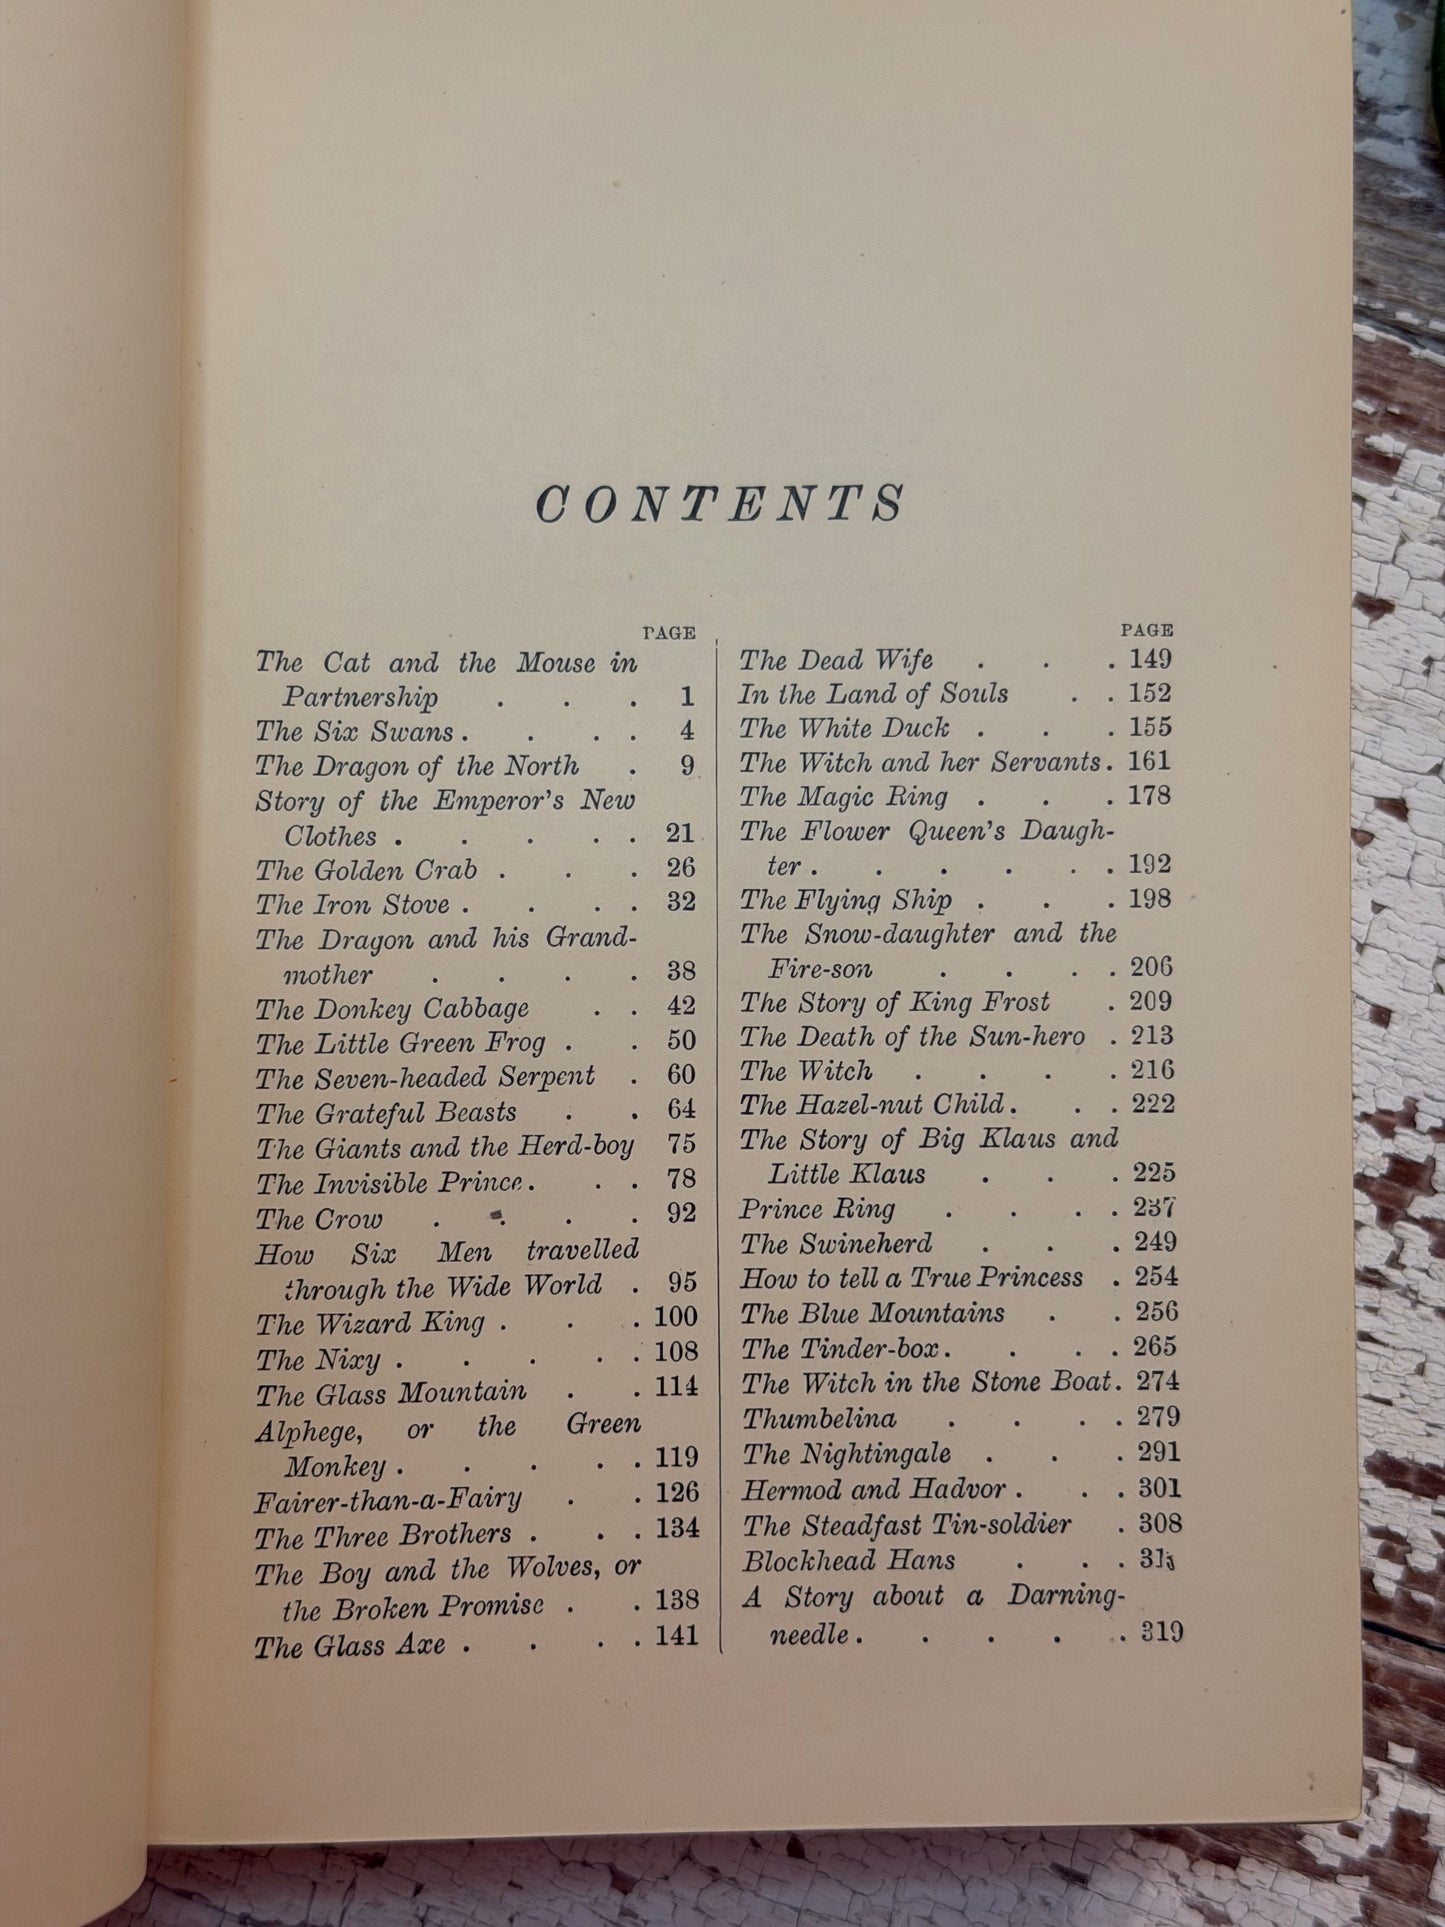 CONTENTS
PAGE
The Cat and the Mouse in
Partnership . . . 1
The Six Swans . . . . 4
The Dragon of the North . 9
Story of the Emperor's New
Clothes . . . . . 21
The Golden Crab . . . 26
The Iron Stove . . . . 32
The Dragon and his Grand-
mother . . . . 38
The Donkey Cabbage . . 42
The Little Green Frog . . 50
The Seven-headed Serpent . 60
The Grateful Beasts . . 64
The Giants and the Herd-boy 75
The Invisible Prince . . . 78
The Crow . . . . 92
How Six Men travelled
through the Wide World . 95
The Wizard King . . . 100
The Nixy . . . . . 108
The Glass Mountain . . 114
Alphege, or the Green
Monkey . . . . . 119
Fairer-than-a-Fairy . . 126
The Three Brothers . . . 134
The Boy and the Wolves, or
the Broken Promise . . 138
The Glass Axe . . . . 141
PAGE
The Dead Wife . . . 149
In the Land of Souls . . 152
The White Duck . . . 155
The Witch and her Servants . 161
The Magic Ring . . . 178
The Flower Queen's Daugh-
ter . . . . . . 192
The Flying Ship . . . 198
The Snow-daughter and the
Fire-son . . . . 206
The Story of King Frost . 209
The Death of the Sun-hero . 213
The Witch . . . . 216
The Hazel-nut Child . . . 222
The Story of Big Klaus and
Little Klaus . . . 225
Prince Ring . . . . 237
The Swineherd . . . 249
How to tell a True Princess . 254
The Blue Mountains . . 256
The Tinder-box . . . . 265
The Witch in the Stone Boat . 274
Thumbelina . . . . 279
The Nightingale . . . 291
Hermod and Hadvor . . . 301
The Steadfast Tin-soldier . 308
Blockhead Hans . . .
A Story about a Darning-
needle . . . . . . 319